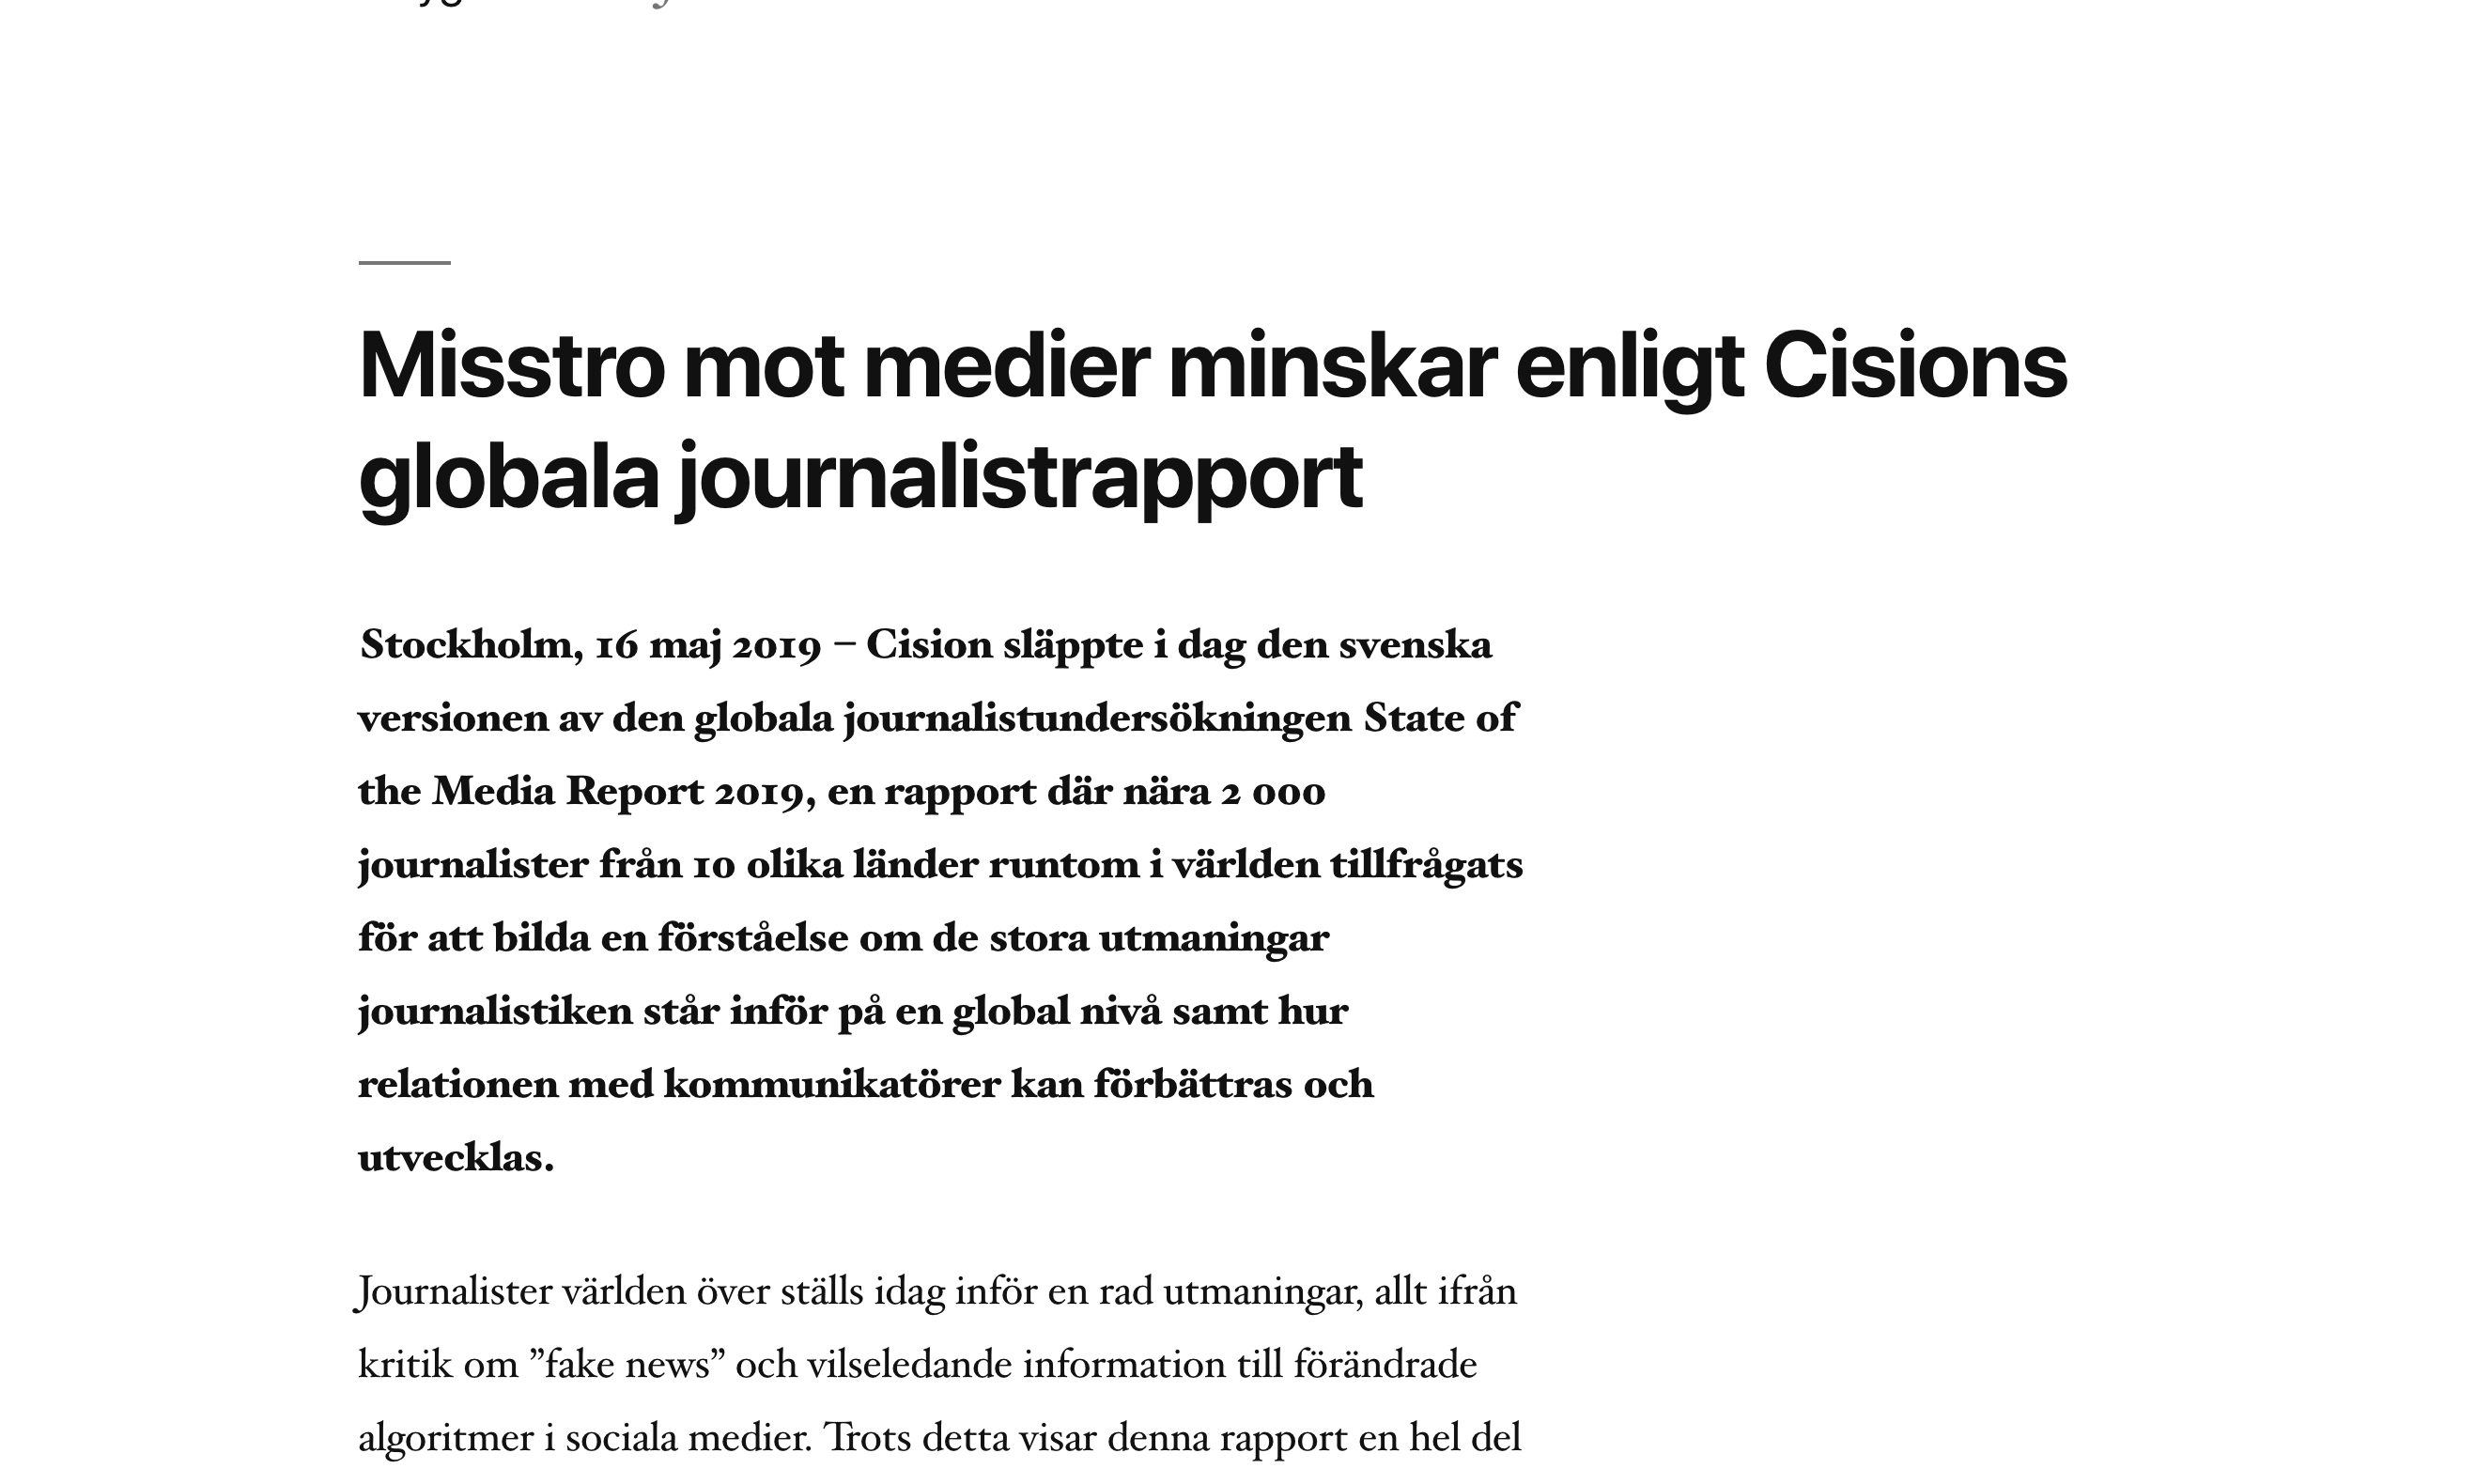 Misstro mot medier minskar enligt Cisions
globala journalistrapport
Stockholm, 16 maj 2019 – Cision släppte i dag den svenska
versionen av den globala journalistundersökningen State of
the Media Report 2019, en rapport där nära 2 000
journalister från 10 olika länder runtom i världen tillfrågats
för att bilda en förståelse om de stora utmaningar
journalistiken står inför på en global nivå samt hur
relationen med kommunikatörer kan förbättras och
utvecklas.
Journalister världen över ställs idag inför en rad utmaningar, allt ifrån
kritik om ”fake news” och vilseledande information till förändrade
algoritmer i sociala medier. Trots detta visar denna rapport en hel del